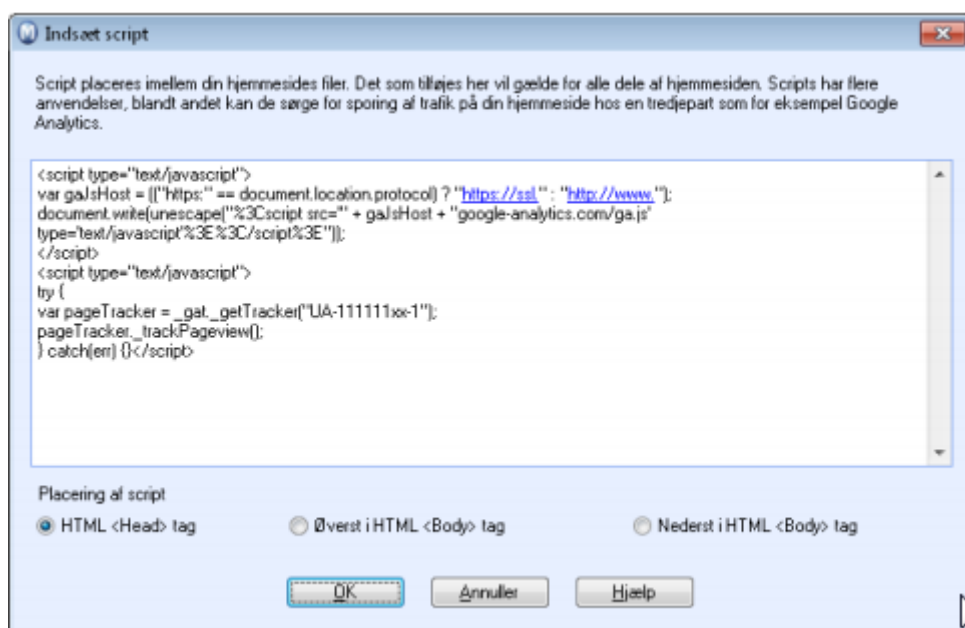 Indsæt script
Script placeres imellem din hjemmesides filer. Det som tilføjes her vil gælde for alle dele af hjemmesiden. Scripts har flere
anvendelser, blandt andet kan de sørge for sporing af trafik på din hjemmeside hos en tredjepart som for eksempel Google
Analytics.
<script type="text/javascript">
var gaJsHost = (("https:" == document.location.protocol) ? "https://ssl." : "http://www.");
document.write(unescape("%3Cscript src='" + gaJsHost + "google-analytics.com/ga.js'
type='text/javascript'%3E%3C/script%3E"));
</script>
<script type="text/javascript">
try {
var pageTracker = _gat._getTracker("UA-111111xx-1");
pageTracker._trackPageview();
} catch(err) {}</script>
Placering af script
HTML <Head> tag Øverst i HTML <Body> tag Nederst i HTML <Body> tag
OK Annuller Hjælp